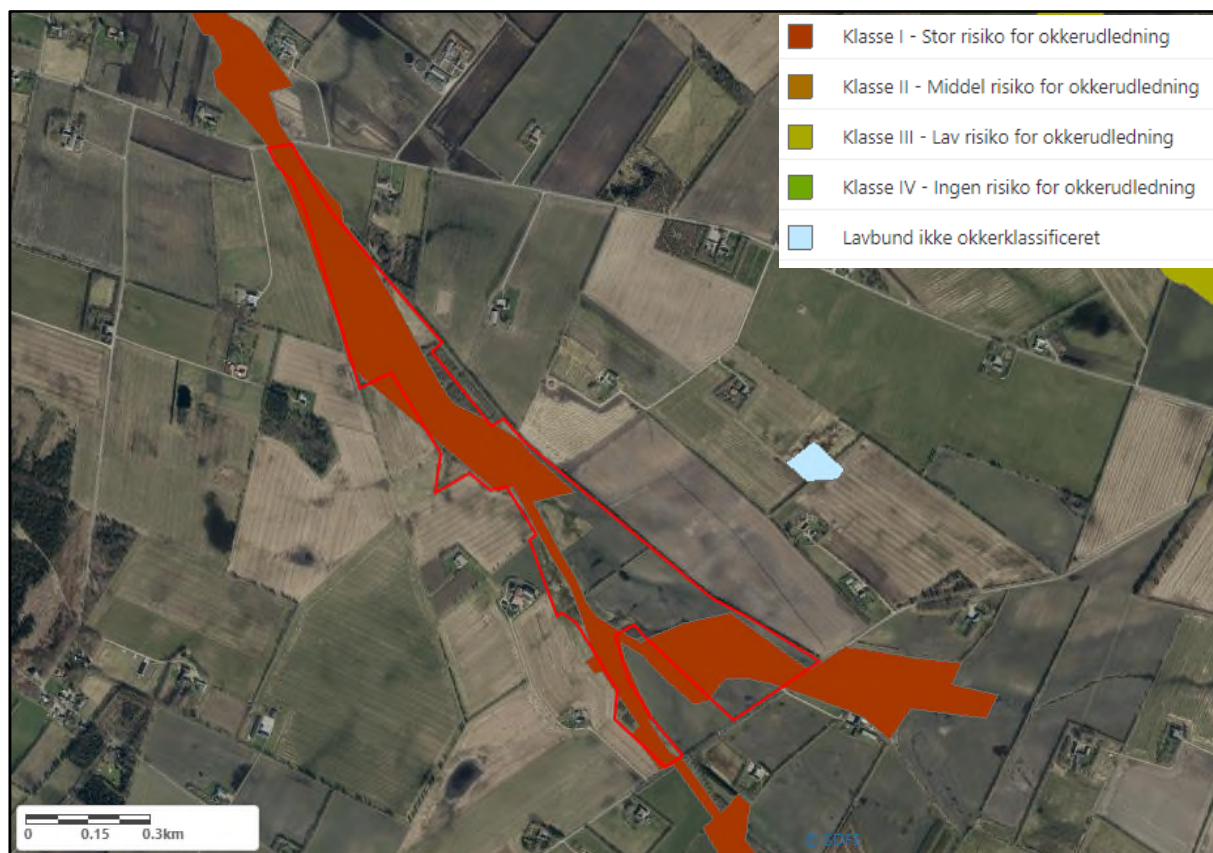 Klasse I - Stor risiko for okkerudledning
Klasse II - Middel risiko for okkerudledning
Klasse III - Lav risiko for okkerudledning
Klasse IV - Ingen risiko for okkerudledning
Lavbund ikke okkerklassificeret
0 0.15 0.3km
© SDFE